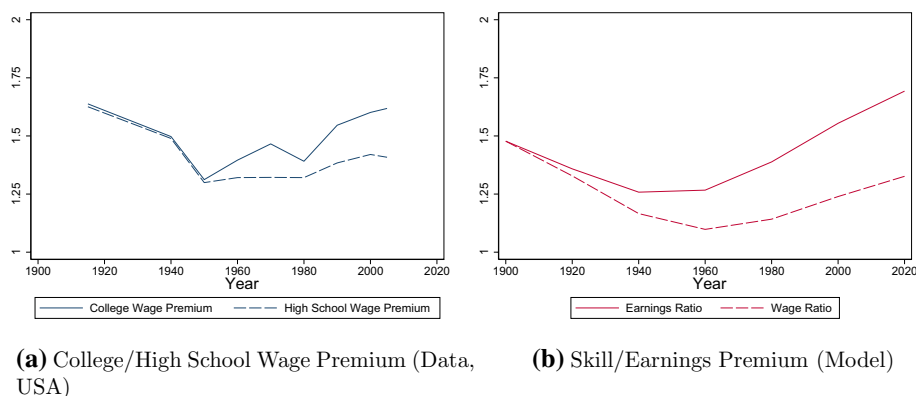 2
1.75
1.5
1.25
1
1900 1920 1940 1960 1980 2000 2020
Year
College Wage Premium High School Wage Premium
(a) College/High School Wage Premium (Data,
USA)
2
1.75
1.5
1.25
1
1900 1920 1940 1960 1980 2000 2020
Year
Earnings Ratio Wage Ratio
(b) Skill/Earnings Premium (Model)